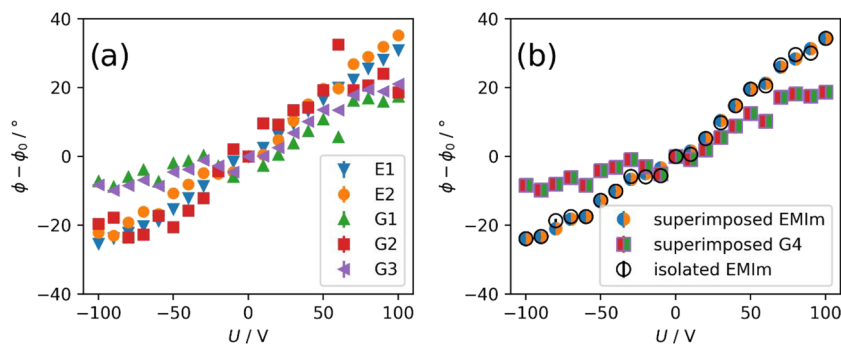 (a)
ϕ − ϕ₀ / °
40
20
0
−20
−40
−100 −50 0 50 100
U / V
E1
E2
G1
G2
G3
(b)
ϕ − ϕ₀ / °
40
20
0
−20
−40
−100 −50 0 50 100
U / V
superimposed EMIm
superimposed G4
isolated EMIm